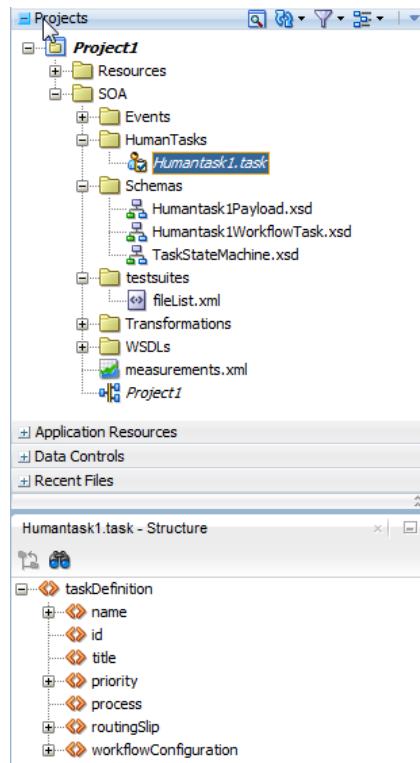 Projects
Project1
Resources
SOA
Events
HumanTasks
Humantask1.task
Schemas
Humantask1Payload.xsd
Humantask1WorkflowTask.xsd
TaskStateMachine.xsd
testsuites
fileList.xml
Transformations
WSDLs
measurements.xml
Project1
Application Resources
Data Controls
Recent Files
Humantask1.task - Structure
taskDefinition
name
id
title
priority
process
routingSlip
workflowConfiguration